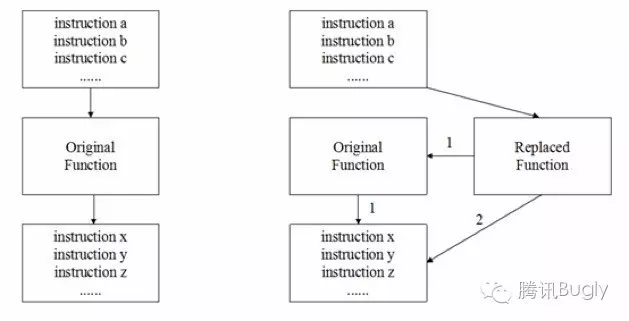 instruction a
instruction b
instruction c
......
Original
Function
instruction x
instruction y
instruction z
......
instruction a
instruction b
instruction c
......
Original
Function
1
Replaced
Function
1
2
instruction x
instruction y
instruction z
......
腾讯Bugly